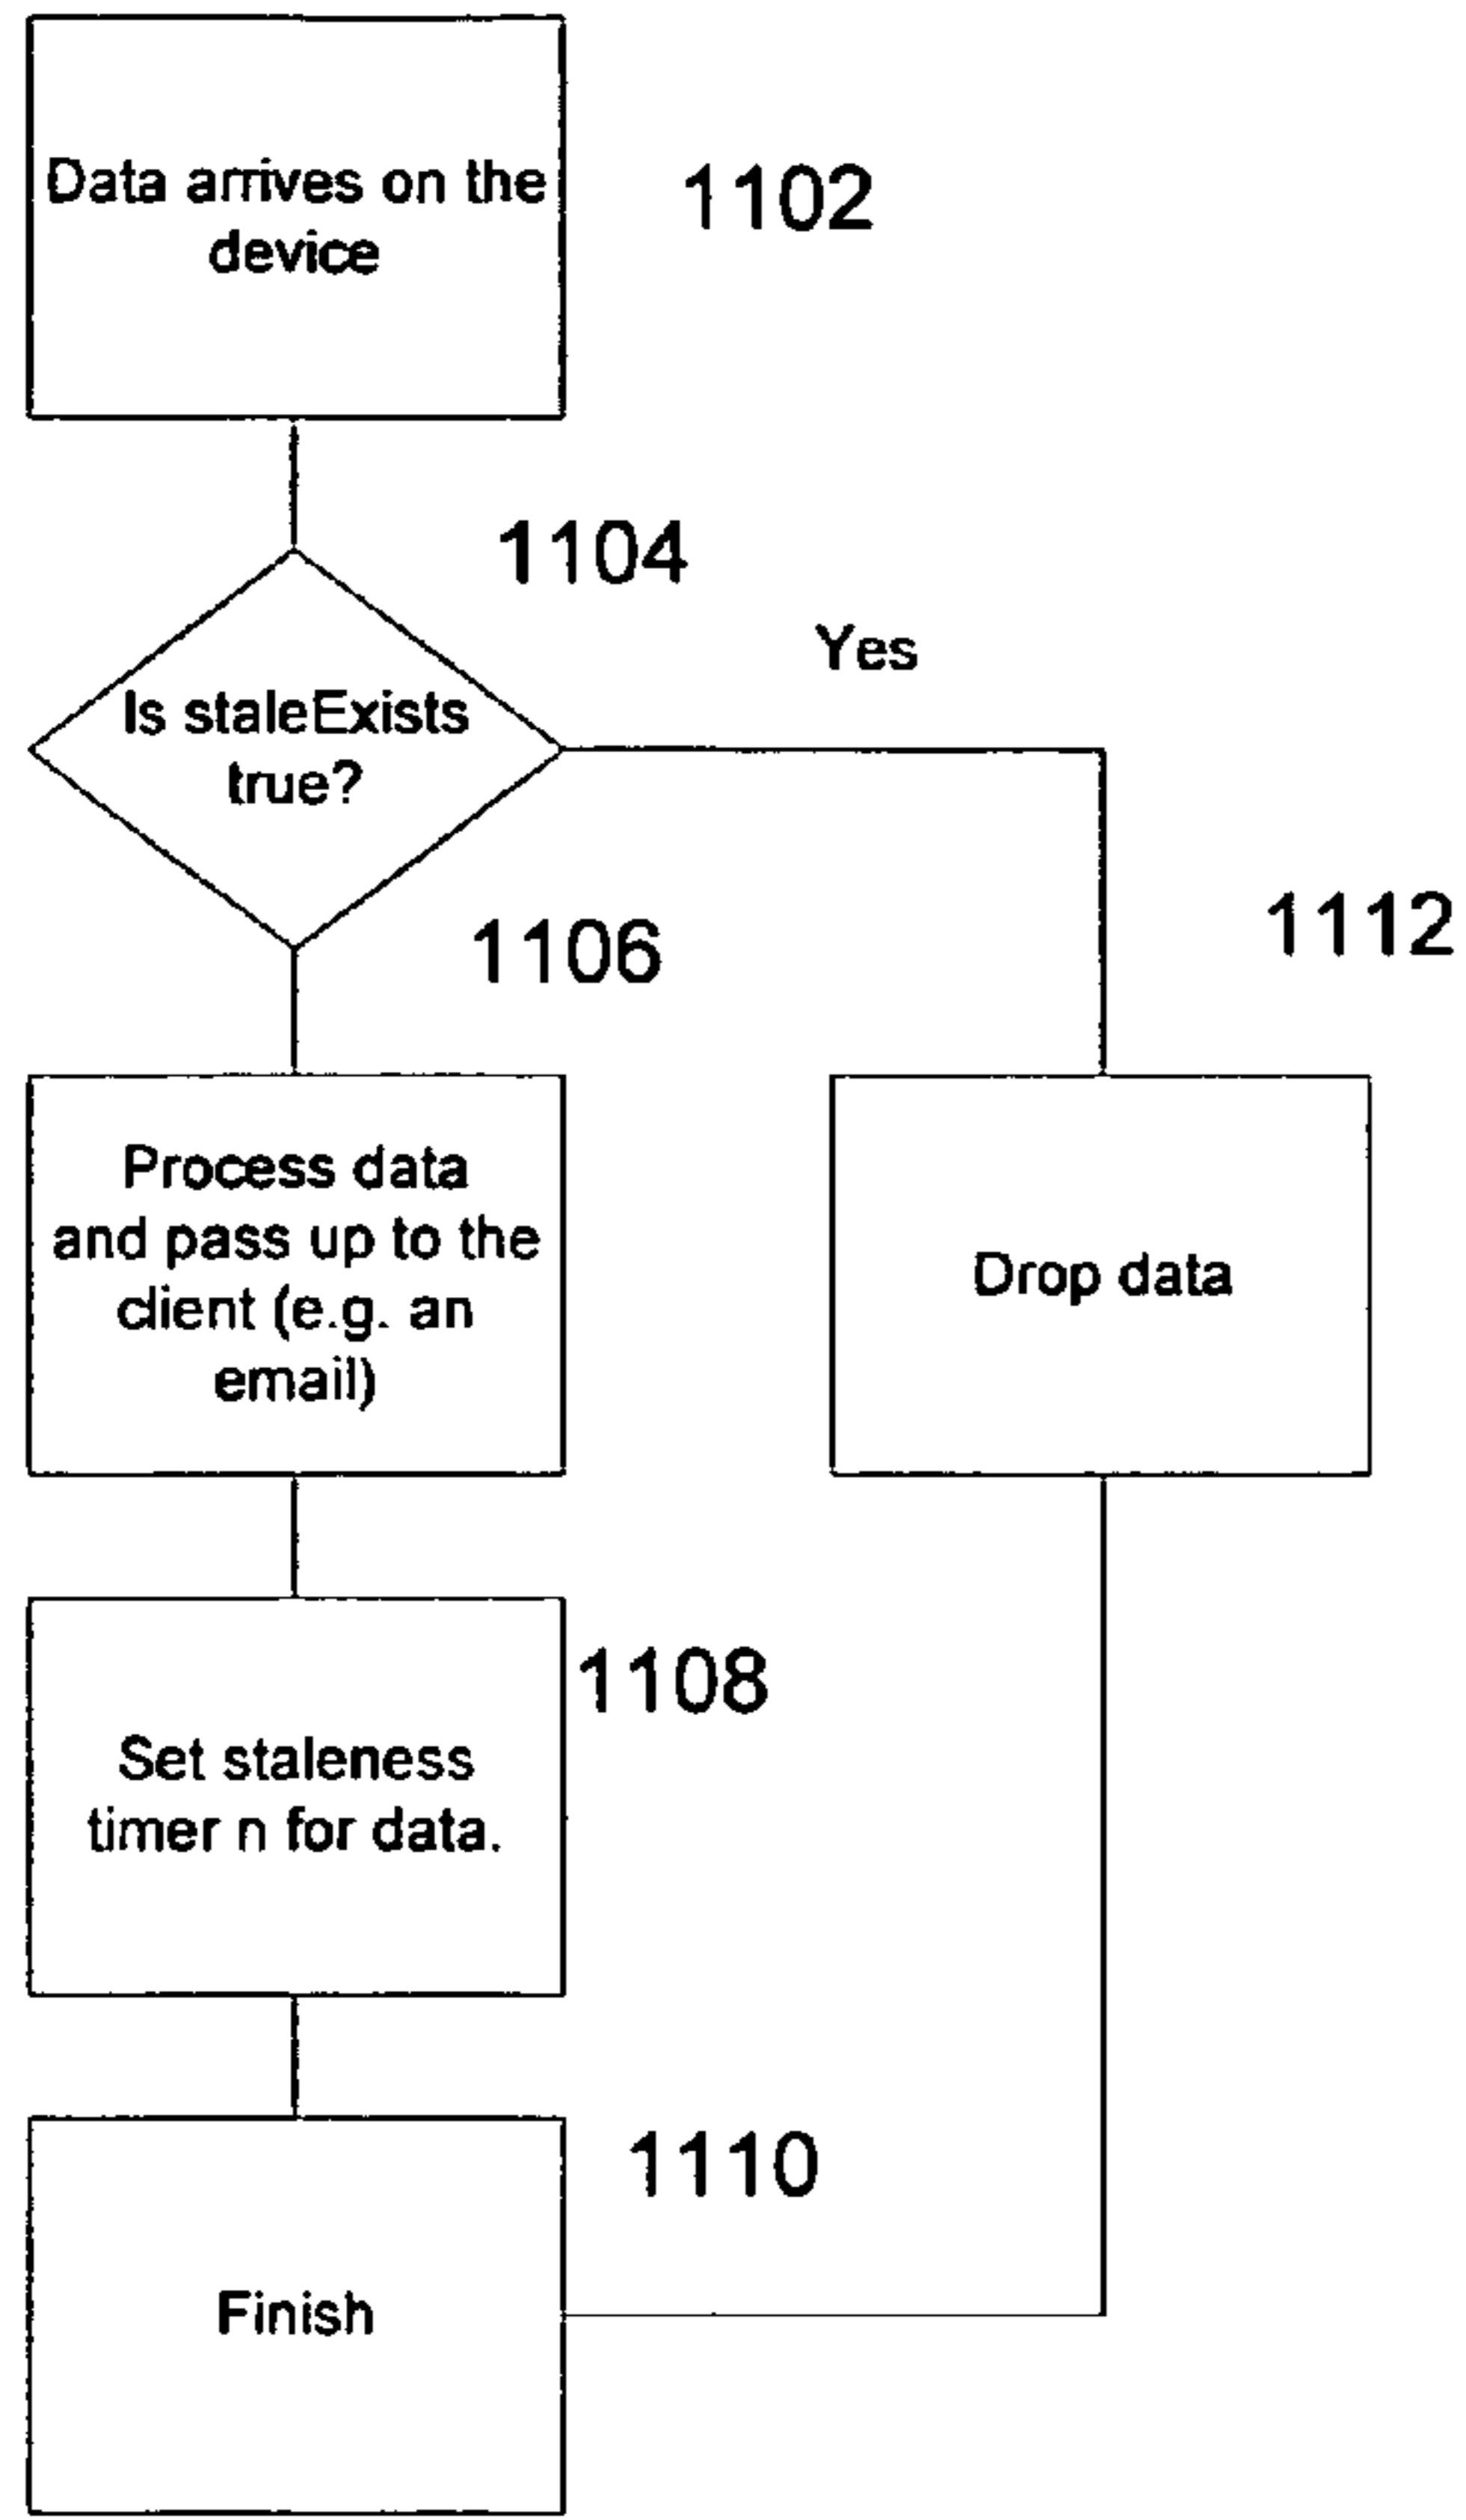 Data arrives on the
device
1102
1104
Yes
Is staleExists
true?
1106
1112
Process data
and pass up to the
client (e.g. an
email)
Drop data
1108
Set staleness
timer n for data.
1110
Finish